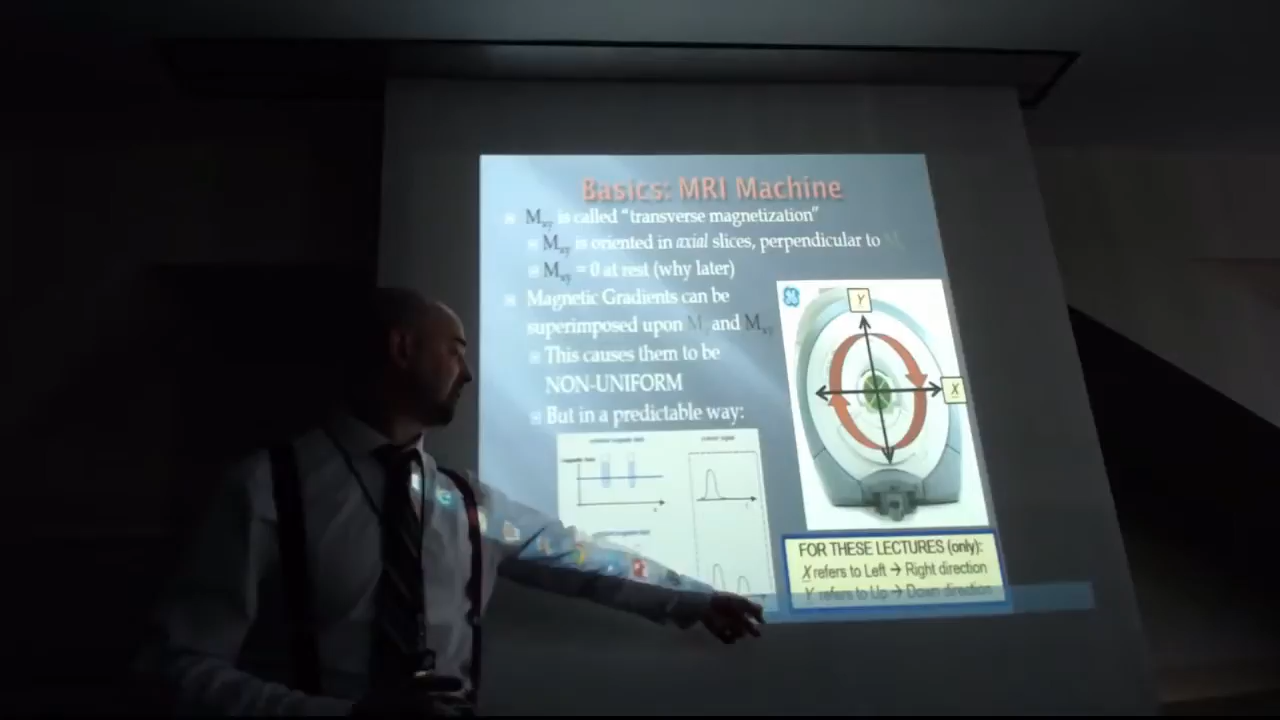 Basics: MRI Machine
Mxy is called “transverse magnetization”
Mxy is oriented in axial slices, perpendicular to M
Mxy = 0 at rest (why later)
Magnetic Gradients can be
superimposed upon M and Mxy
This causes them to be
NON-UNIFORM
But in a predictable way:
Y
X
FOR THESE LECTURES (only):
X refers to Left → Right direction
Y refers to Up → Down direction